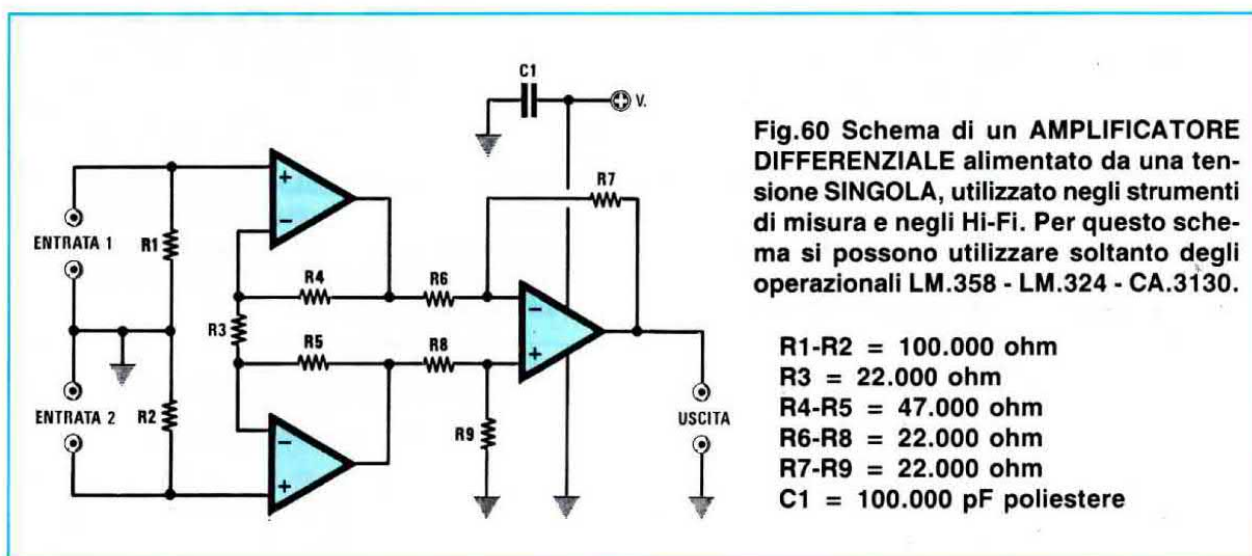 C1
V.
R7
ENTRATA 1
R1
R4
R6
R3
R5
R8
ENTRATA 2
R2
R9
USCITA
+
-
-
+
-
+
Fig.60 Schema di un AMPLIFICATORE
DIFFERENZIALE alimentato da una ten-
sione SINGOLA, utilizzato negli strumenti
di misura e negli Hi-Fi. Per questo sche-
ma si possono utilizzare soltanto degli
operazionali LM.358 - LM.324 - CA.3130.
R1-R2 = 100.000 ohm
R3 = 22.000 ohm
R4-R5 = 47.000 ohm
R6-R8 = 22.000 ohm
R7-R9 = 22.000 ohm
C1 = 100.000 pF poliestere